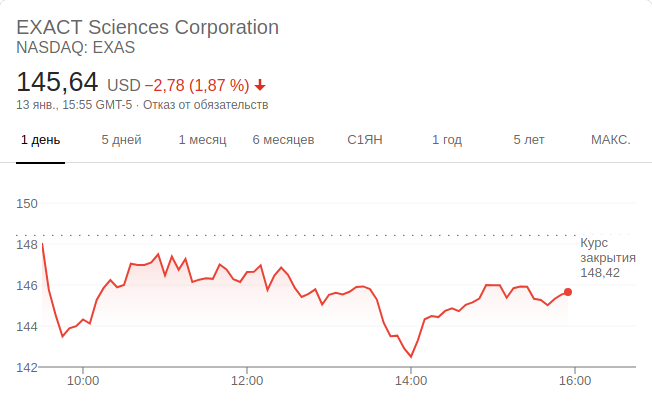 EXACT Sciences Corporation
NASDAQ: EXAS
145,64 USD −2,78 (1,87 %)
13 янв., 15:55 GMT-5 · Отказ от обязательств
1 день 5 дней 1 месяц 6 месяцев С1ЯН 1 год 5 лет МАКС.
150
148
146
144
142
Курс
закрытия
148,42
10:00 12:00 14:00 16:00